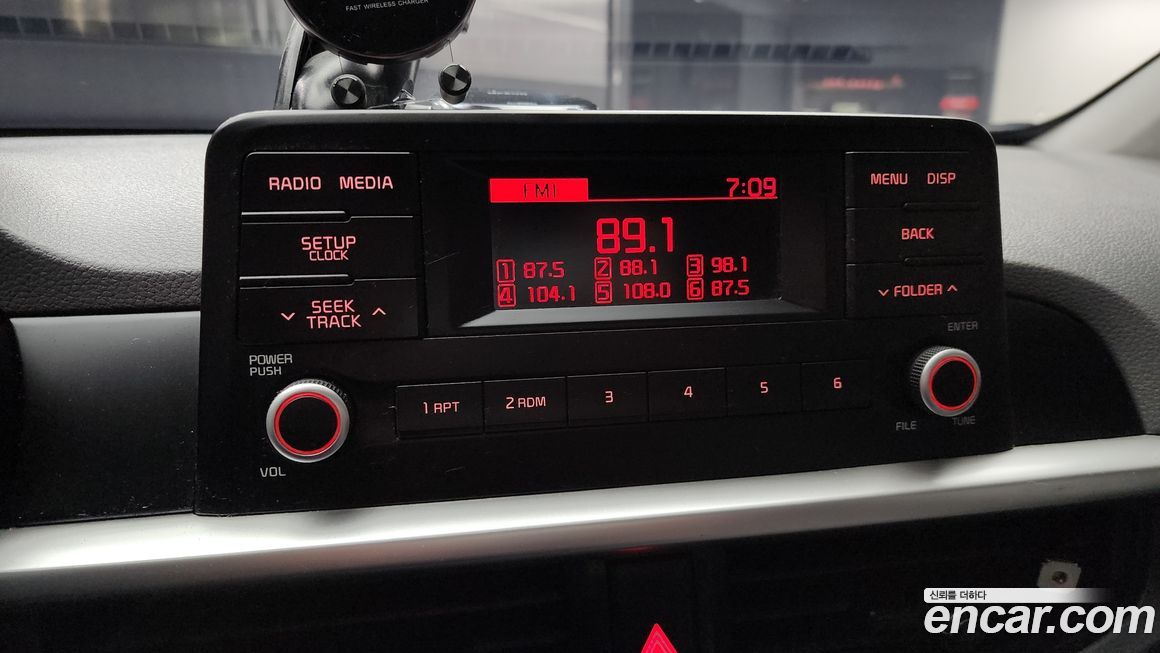 FAST WIRELESS CHARGER
RADIO MEDIA
SETUP
CLOCK
SEEK
TRACK
POWER
PUSH
VOL
FM1 7:09
89.1
1 87.5 2 88.1 3 98.1
4 104.1 5 108.0 6 87.5
MENU DISP
BACK
FOLDER
ENTER
FILE TUNE
1 RPT 2 RDM 3 4 5 6
신뢰를 더하다
encar.com